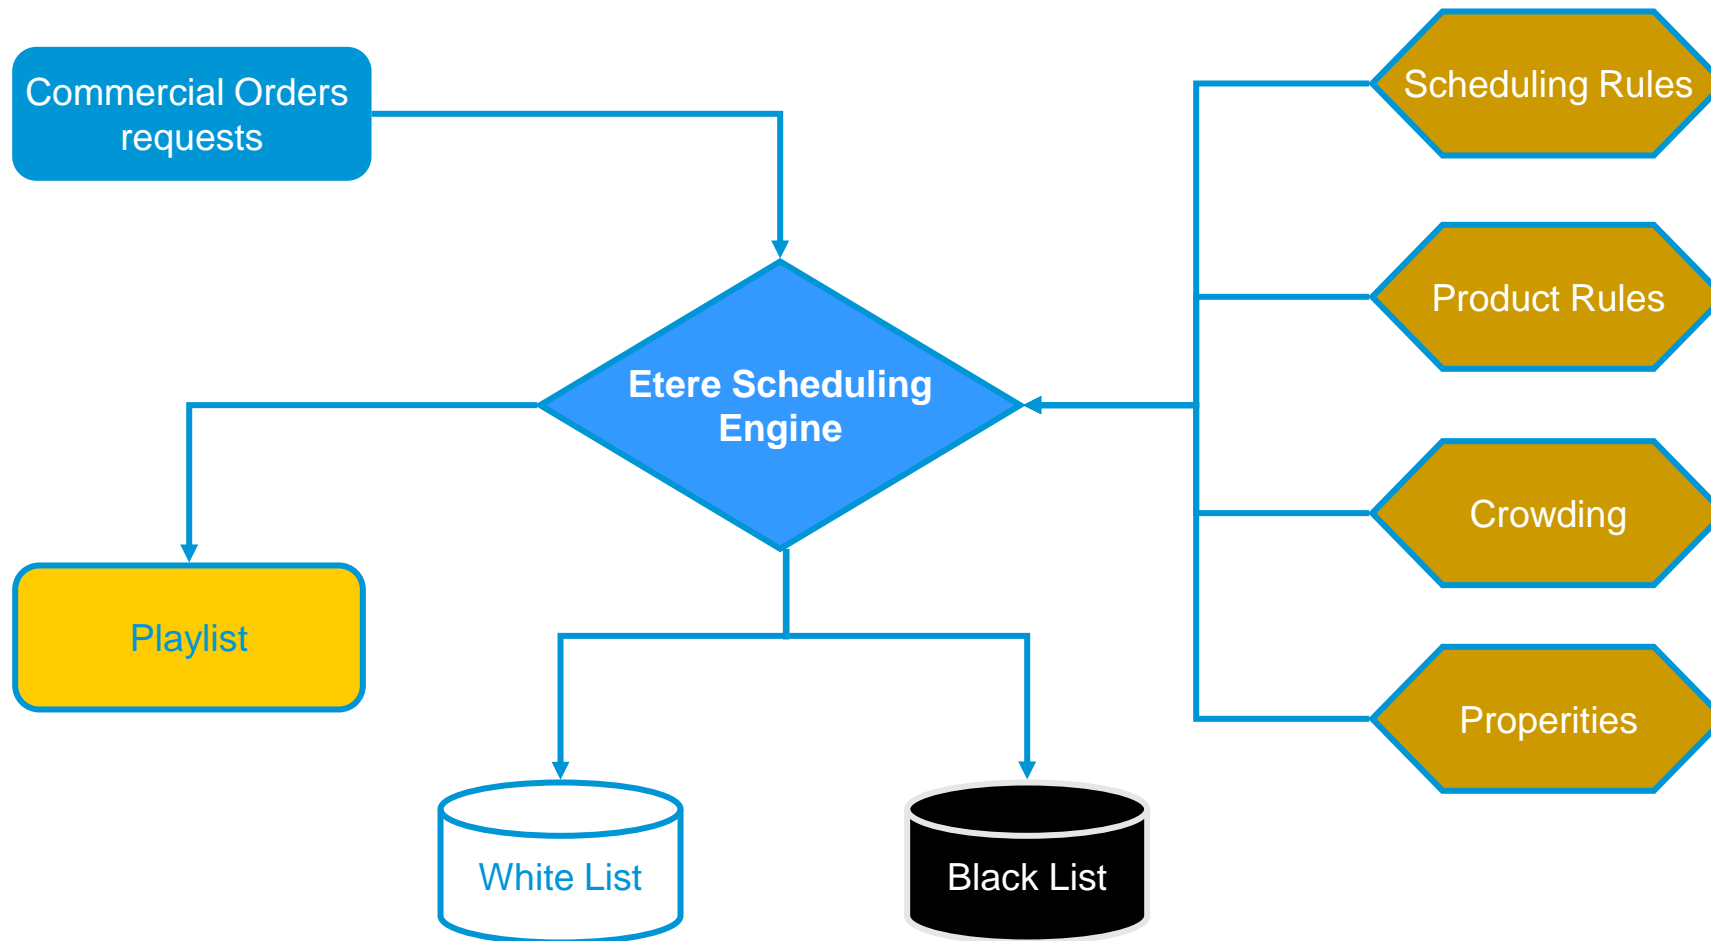 Commercial Orders
requests
Scheduling Rules
Product Rules
Etere Scheduling
Engine
Crowding
Playlist
Properities
White List
Black List